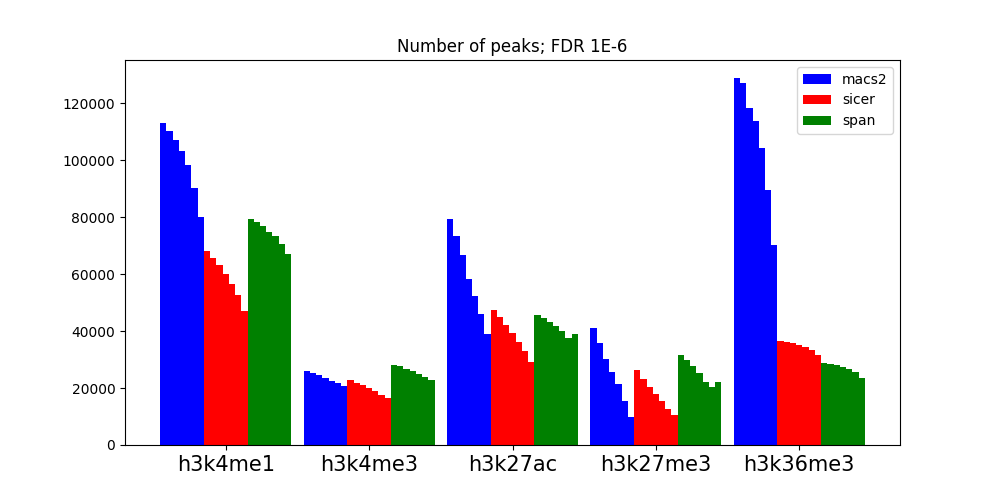 Number of peaks; FDR 1E-6
macs2
sicer
span
120000
100000
80000
60000
40000
20000
0
h3k4me1 h3k4me3 h3k27ac h3k27me3 h3k36me3